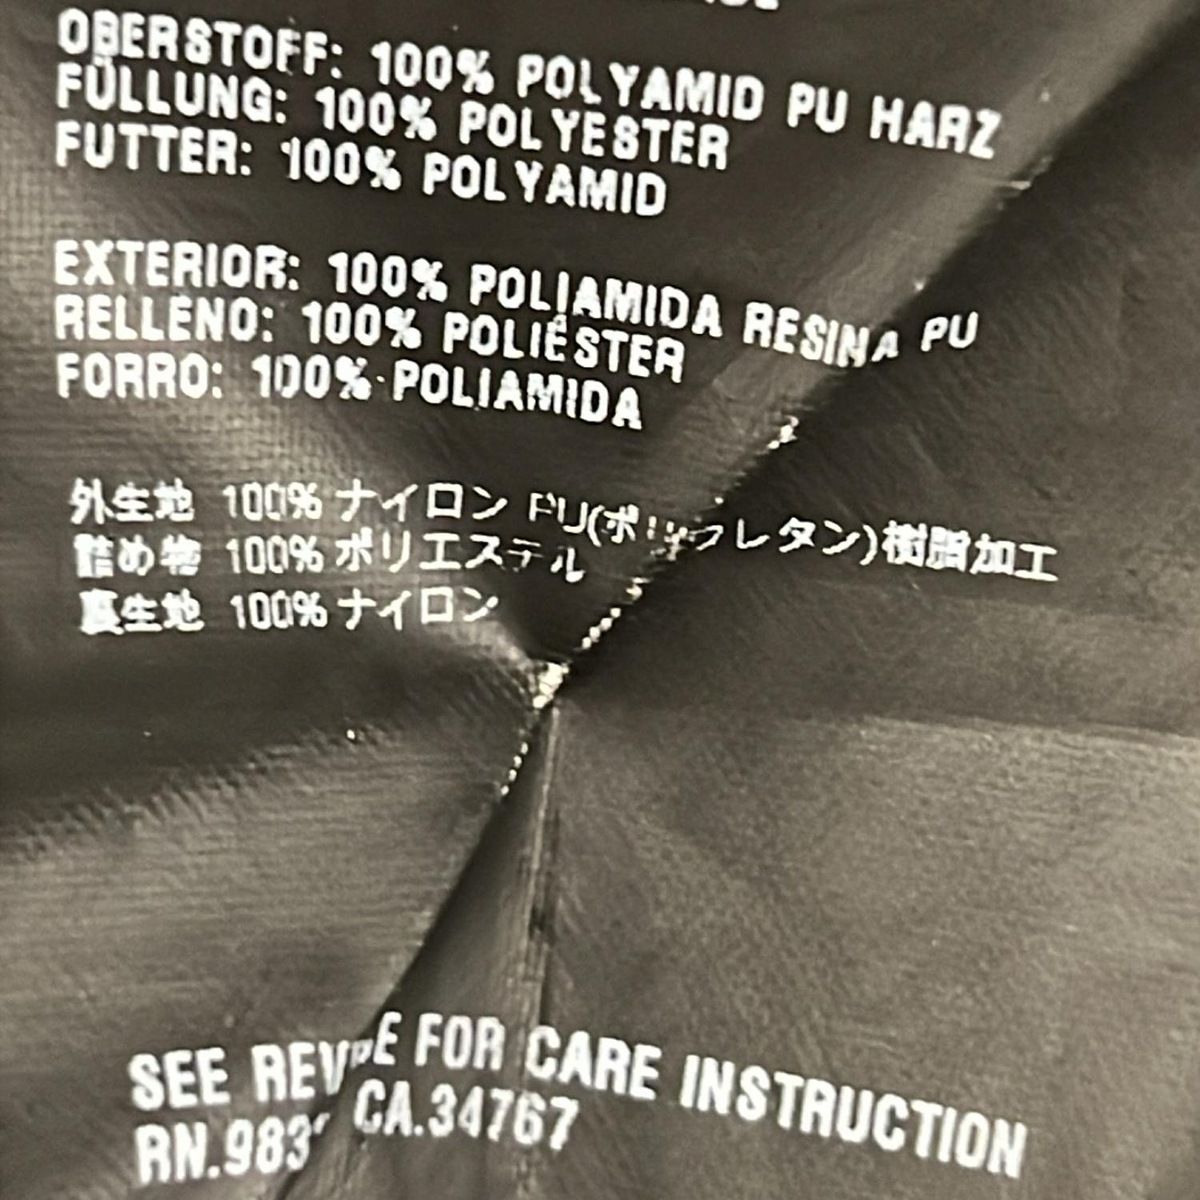 OBERSTOFF: 100% POLYAMID PU HARZ
FÜLLUNG: 100% POLYESTER
FUTTER: 100% POLYAMID
EXTERIOR: 100% POLIAMIDA RESINA PU
RELLENO: 100% POLIÉSTER
FORRO: 100% POLIAMIDA
外生地 100% ナイロン PU(ポリウレタン)樹脂加工
詰め物 100% ポリエステル
裏生地 100% ナイロン
SEE FOR CARE INSTRUCTION
CA.34767